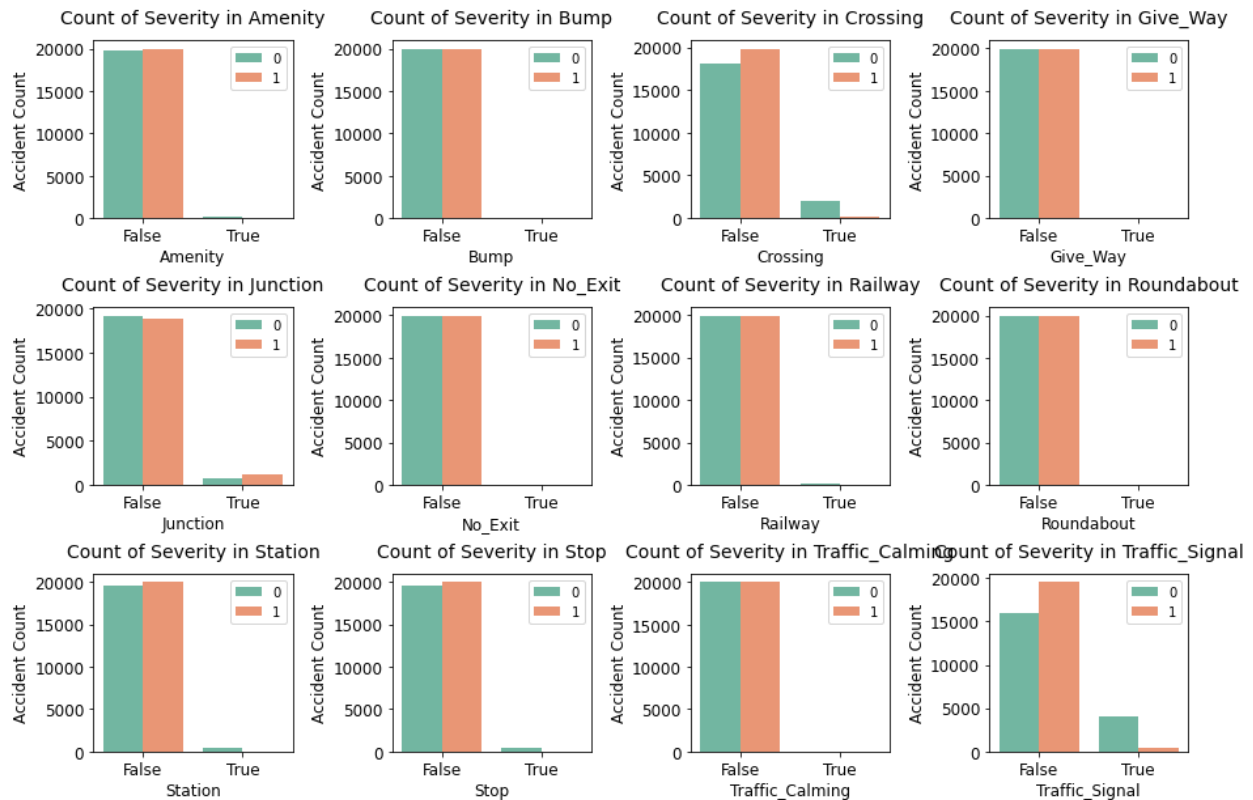 Count of Severity in Amenity
Accident Count
20000
15000
10000
5000
0
0
1
False True
Amenity
Count of Severity in Bump
Accident Count
20000
15000
10000
5000
0
0
1
False True
Bump
Count of Severity in Crossing
Accident Count
20000
15000
10000
5000
0
0
1
False True
Crossing
Count of Severity in Give_Way
Accident Count
20000
15000
10000
5000
0
0
1
False True
Give_Way
Count of Severity in Junction
Accident Count
20000
15000
10000
5000
0
0
1
False True
Junction
Count of Severity in No_Exit
Accident Count
20000
15000
10000
5000
0
0
1
False True
No_Exit
Count of Severity in Railway
Accident Count
20000
15000
10000
5000
0
0
1
False True
Railway
Count of Severity in Roundabout
Accident Count
20000
15000
10000
5000
0
0
1
False True
Roundabout
Count of Severity in Station
Accident Count
20000
15000
10000
5000
0
0
1
False True
Station
Count of Severity in Stop
Accident Count
20000
15000
10000
5000
0
0
1
False True
Stop
Count of Severity in Traffic_Calming
Accident Count
20000
15000
10000
5000
0
0
1
False True
Traffic_Calming
Count of Severity in Traffic_Signal
Accident Count
20000
15000
10000
5000
0
0
1
False True
Traffic_Signal